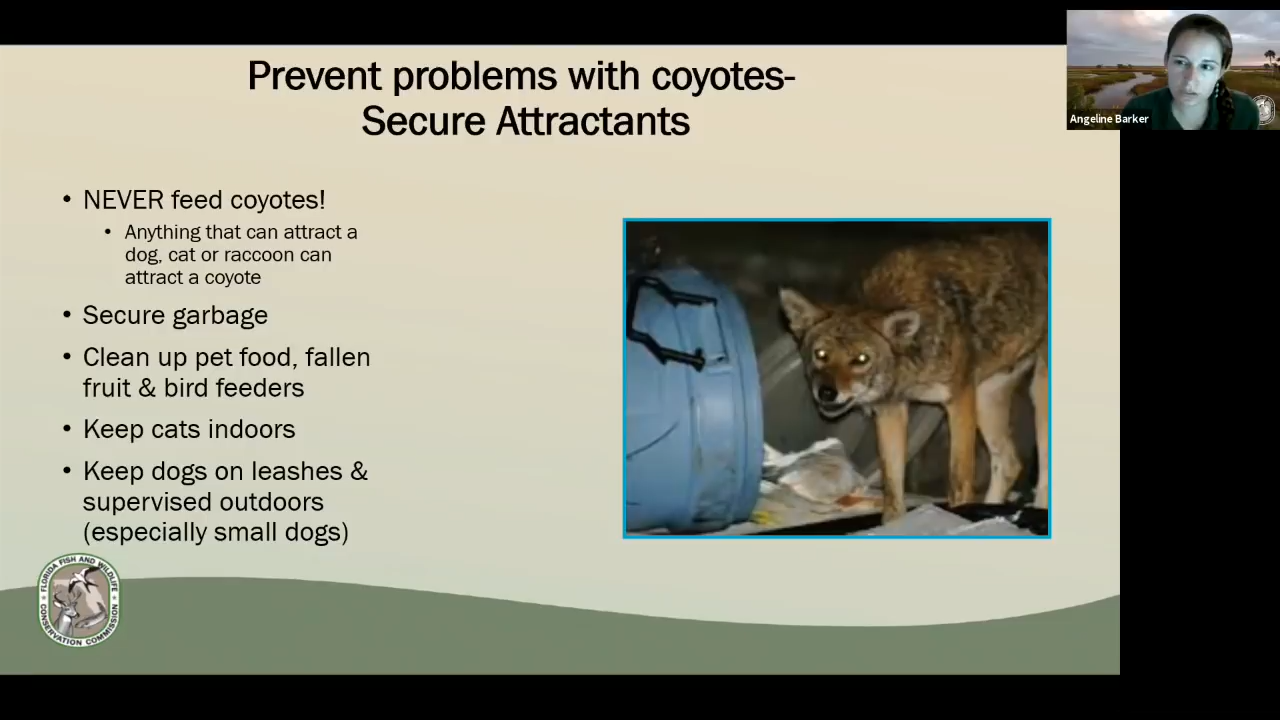 Prevent problems with coyotes-
Secure Attractants
Angeline Barker
• NEVER feed coyotes!
• Anything that can attract a
dog, cat or raccoon can
attract a coyote
• Secure garbage
• Clean up pet food, fallen
fruit & bird feeders
• Keep cats indoors
• Keep dogs on leashes &
supervised outdoors
(especially small dogs)
FLORIDA FISH AND WILDLIFE
CONSERVATION COMMISSION